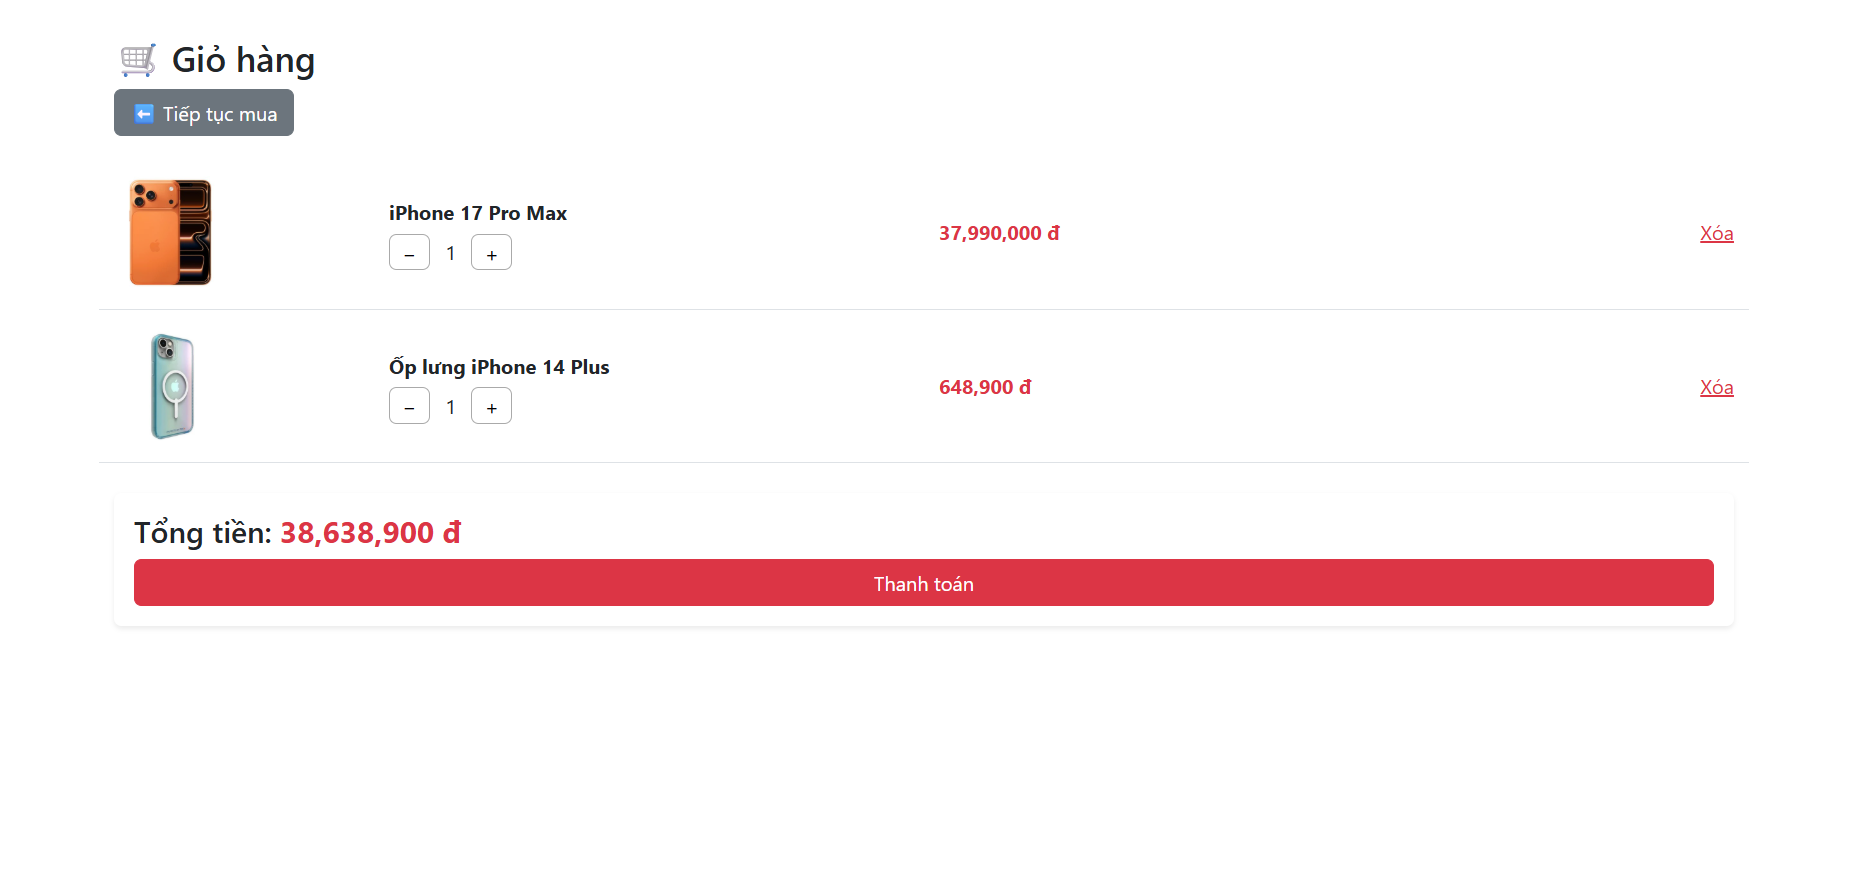 Giỏ hàng
Tiếp tục mua
iPhone 17 Pro Max
– 1 +
37,990,000 đ
Xóa
Ốp lưng iPhone 14 Plus
– 1 +
648,900 đ
Xóa
Tổng tiền: 38,638,900 đ
Thanh toán